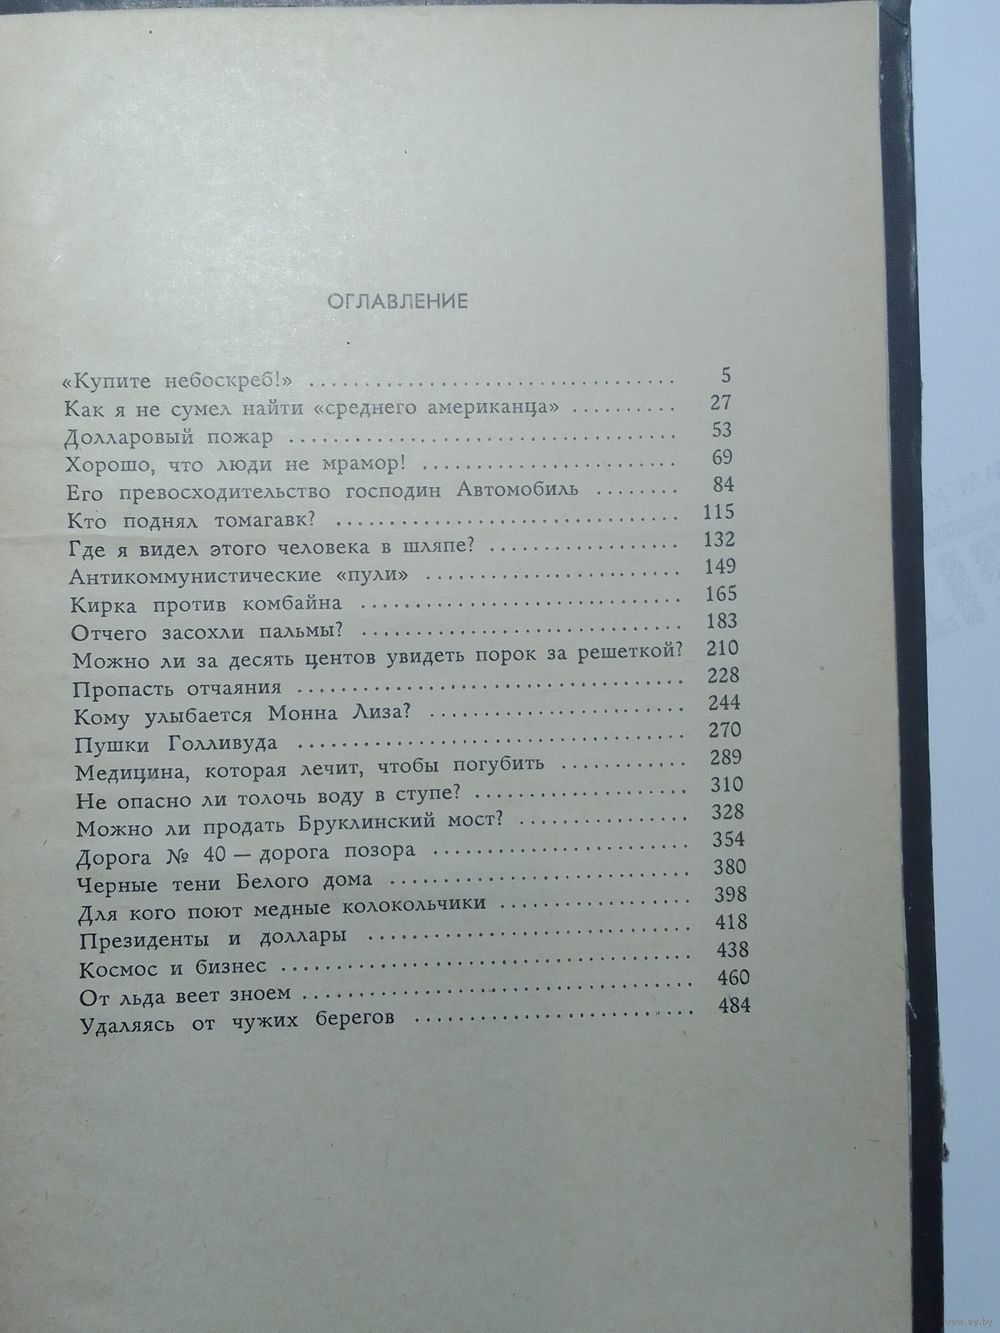 ОГЛАВЛЕНИЕ
«Купите небоскреб!» 5
Как я не сумел найти «среднего американца» 27
Долларовый пожар 53
Хорошо, что люди не мрамор! 69
Его превосходительство господин Автомобиль 84
Кто поднял томагавк? 115
Где я видел этого человека в шляпе? 132
Антикоммунистические «пули» 149
Кирка против комбайна 165
Отчего засохли пальмы? 183
Можно ли за десять центов увидеть порок за решеткой? 210
Пропасть отчаяния 228
Кому улыбается Монна Лиза? 244
Пушки Голливуда 270
Медицина, которая лечит, чтобы погубить 289
Не опасно ли толочь воду в ступе? 310
Можно ли продать Бруклинский мост? 328
Дорога № 40 — дорога позора 354
Черные тени Белого дома 380
Для кого поют медные колокольчики 398
Президенты и доллары 418
Космос и бизнес 438
От льда веет зноем 460
Удаляясь от чужих берегов 484
www.ay.by